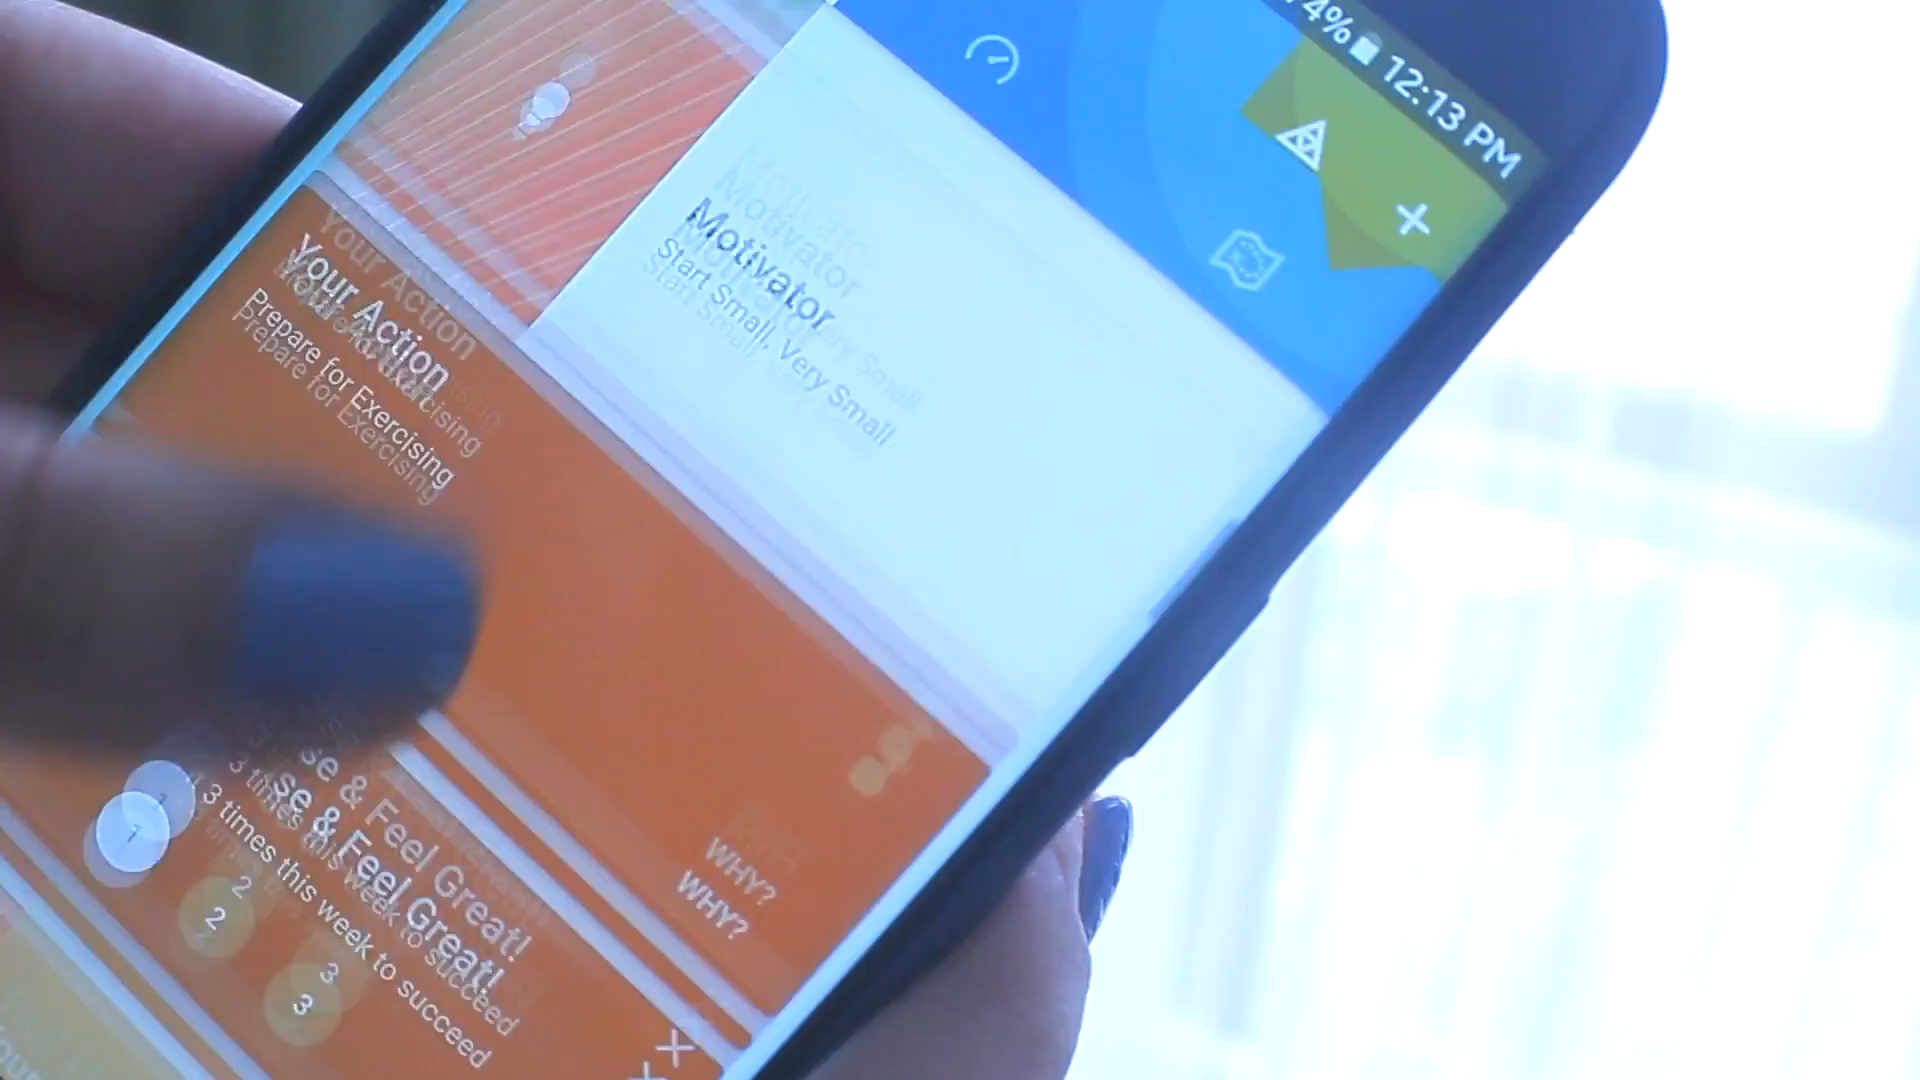 4% 12:13 PM
Motivator
Start Small, Very Small
Your Action
Prepare for Exercising
WHY?
se & Feel Great!
3 times this week to succeed
1
2
3